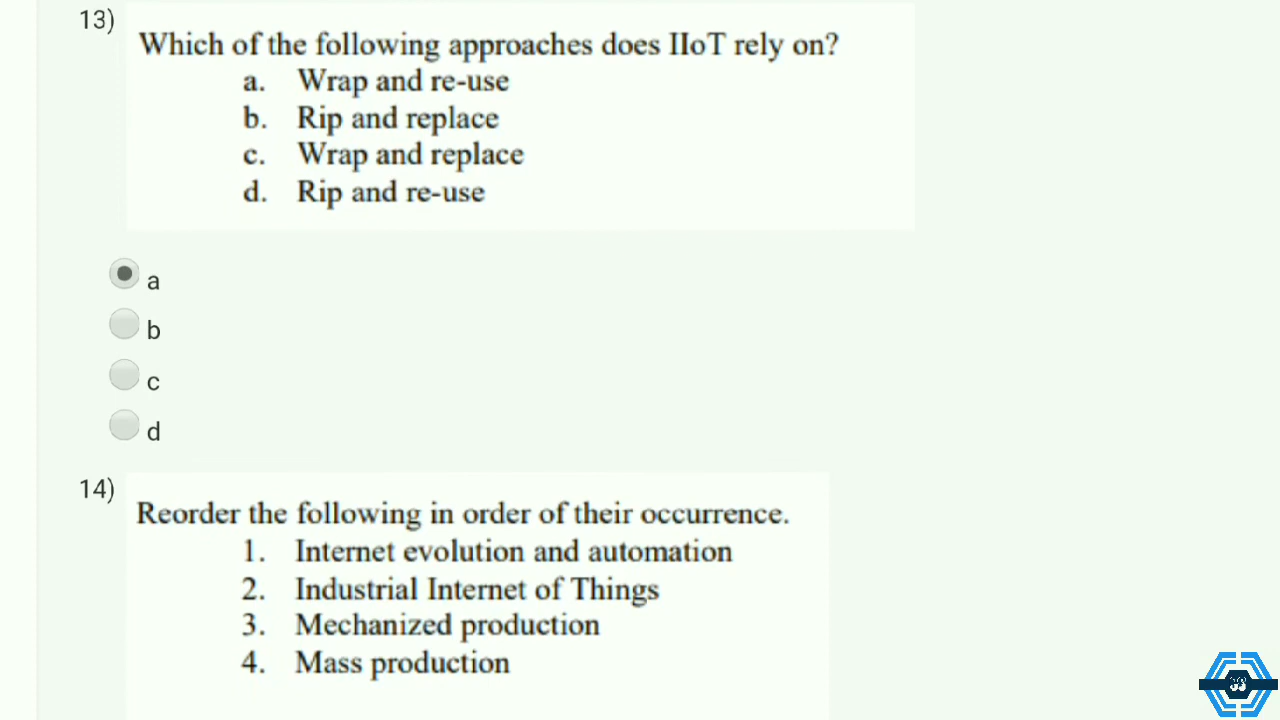 13)
Which of the following approaches does IIoT rely on?
a. Wrap and re-use
b. Rip and replace
c. Wrap and replace
d. Rip and re-use
a
b
c
d
14)
Reorder the following in order of their occurrence.
1. Internet evolution and automation
2. Industrial Internet of Things
3. Mechanized production
4. Mass production